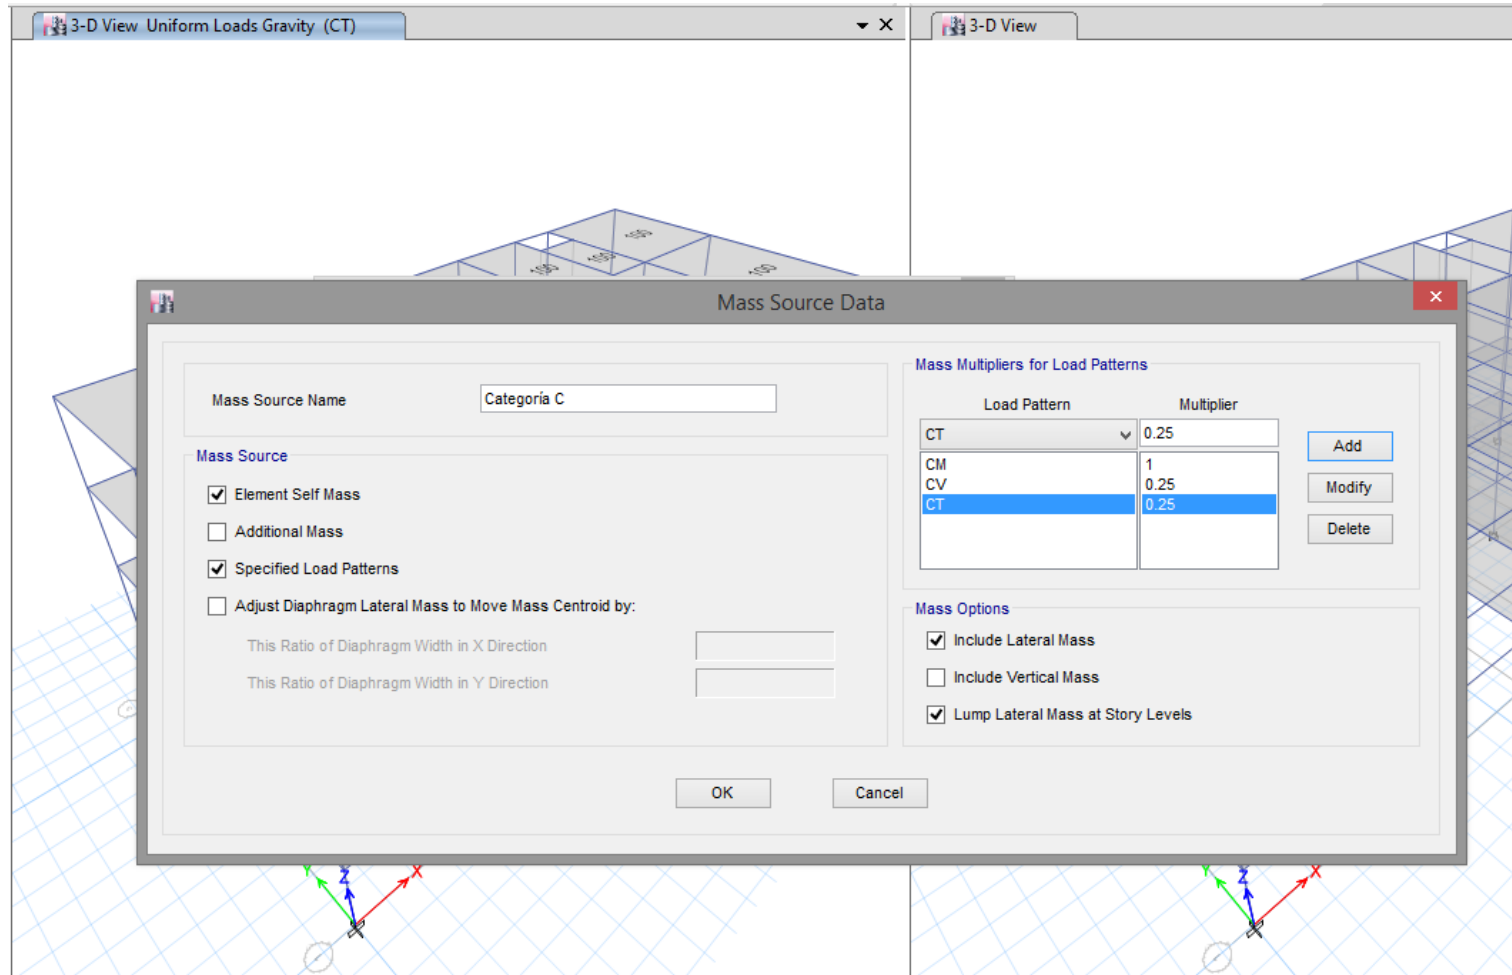 3-D View Uniform Loads Gravity (CT)
3-D View
100
100
100
100
Mass Source Data
Mass Source Name
Categoría C
Mass Source
Element Self Mass
Additional Mass
Specified Load Patterns
Adjust Diaphragm Lateral Mass to Move Mass Centroid by:
This Ratio of Diaphragm Width in X Direction
This Ratio of Diaphragm Width in Y Direction
Mass Multipliers for Load Patterns
Load Pattern Multiplier
CT 0.25
CM 1
CV 0.25
CT 0.25
Add
Modify
Delete
Mass Options
Include Lateral Mass
Include Vertical Mass
Lump Lateral Mass at Story Levels
OK Cancel
Y Z X
Y Z X